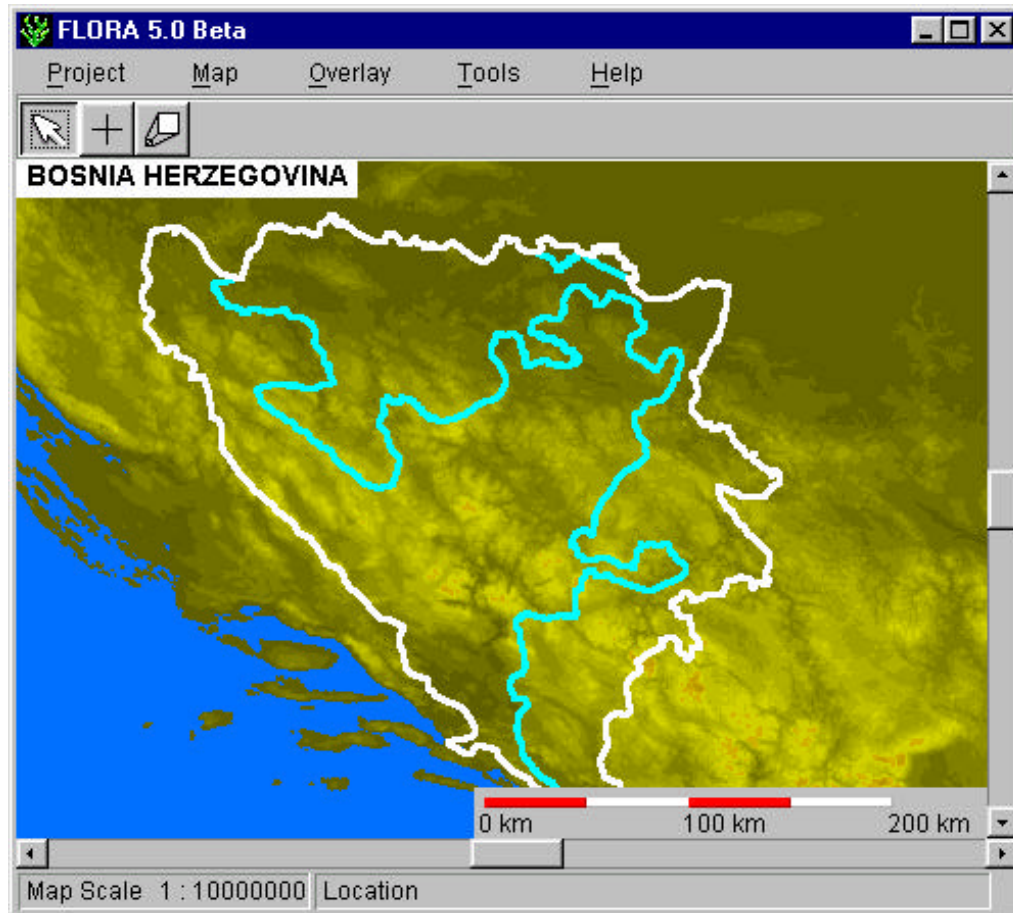 FLORA 5.0 Beta
Project Map Overlay Tools Help
BOSNIA HERZEGOVINA
0 km 100 km 200 km
Map Scale 1 : 10000000 Location